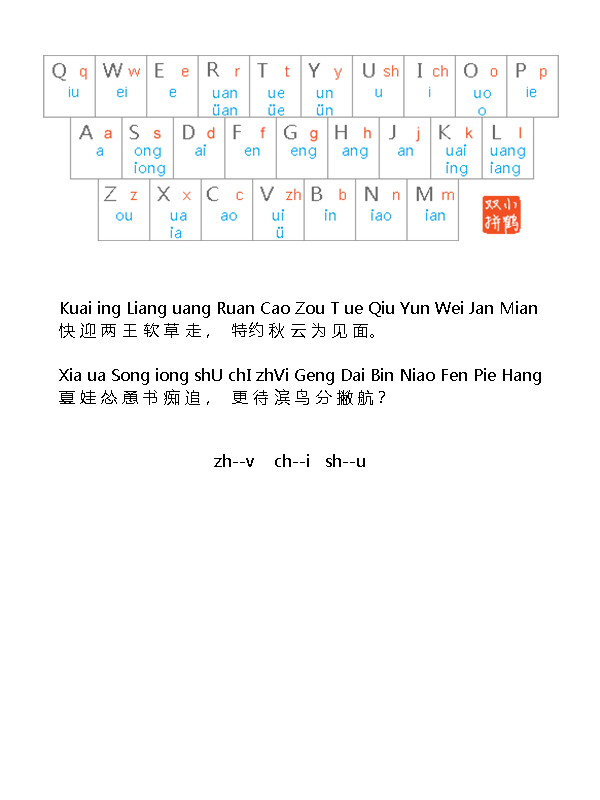 Q q W w E e R r T t Y y U sh I ch O o P p
iu ei e uan ue un u i uo ie
üan üe ün o
A a S s D d F f G g H h J j K k L l
a ong ai en eng ang an uai uang
iong ing iang
Z z X x C c V zh B b N n M m
ou ua ao ui in iao ian
ia ü
双小
拼鹤
Kuai ing Liang uang Ruan Cao Zou T ue Qiu Yun Wei Jan Mian
快迎两王软草走， 特约秋云为见面。
Xia ua Song iong shU chI zhVi Geng Dai Bin Niao Fen Pie Hang
夏娃怂恿书痴追， 更待滨鸟分撇航？
zh--v ch--i sh--u